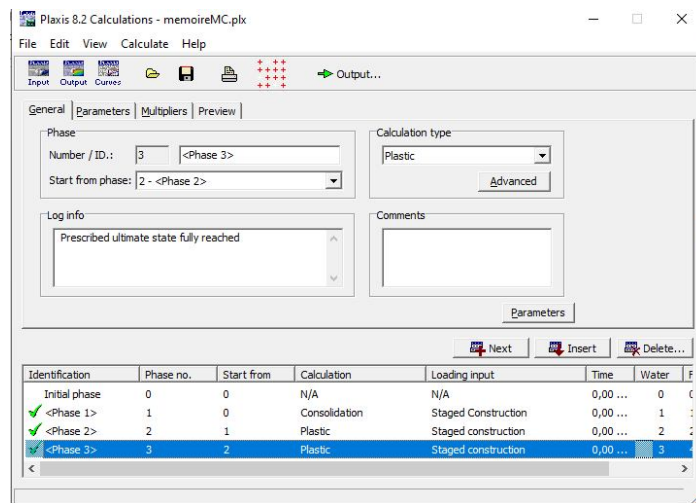 Plaxis 8.2 Calculations - memoireMC.plx
File Edit View Calculate Help
Input Output Curves Output...
General Parameters Multipliers Preview
Phase
Number / ID.: 3 <Phase 3>
Start from phase: 2 - <Phase 2>
Calculation type
Plastic
Advanced
Log info
Prescribed ultimate state fully reached
Comments
Parameters
Next Insert Delete...
Identification Phase no. Start from Calculation Loading input Time Water
Initial phase 0 0 N/A N/A 0,00 ... 0
<Phase 1> 1 0 Consolidation Staged Construction 0,00 ... 1
<Phase 2> 2 1 Plastic Staged construction 0,00 ... 2
<Phase 3> 3 2 Plastic Staged construction 0,00 ... 3